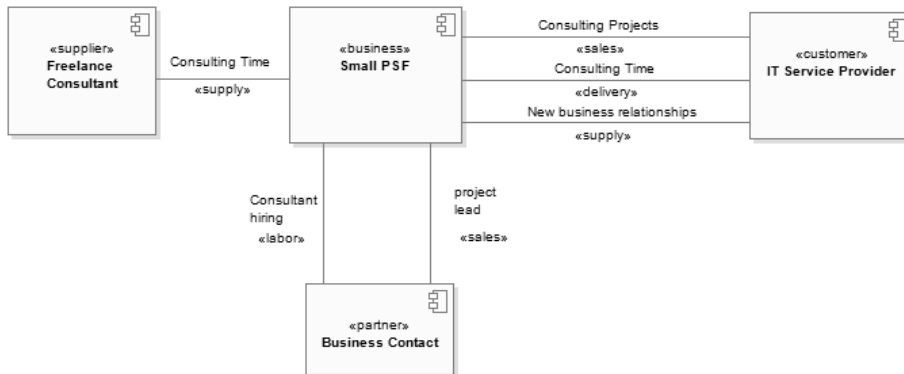 «supplier»
Freelance
Consultant
Consulting Time
«supply»
«business»
Small PSF
Consulting Projects
«sales»
Consulting Time
«delivery»
New business relationships
«supply»
«customer»
IT Service Provider
Consultant
hiring
«labor»
project
lead
«sales»
«partner»
Business Contact